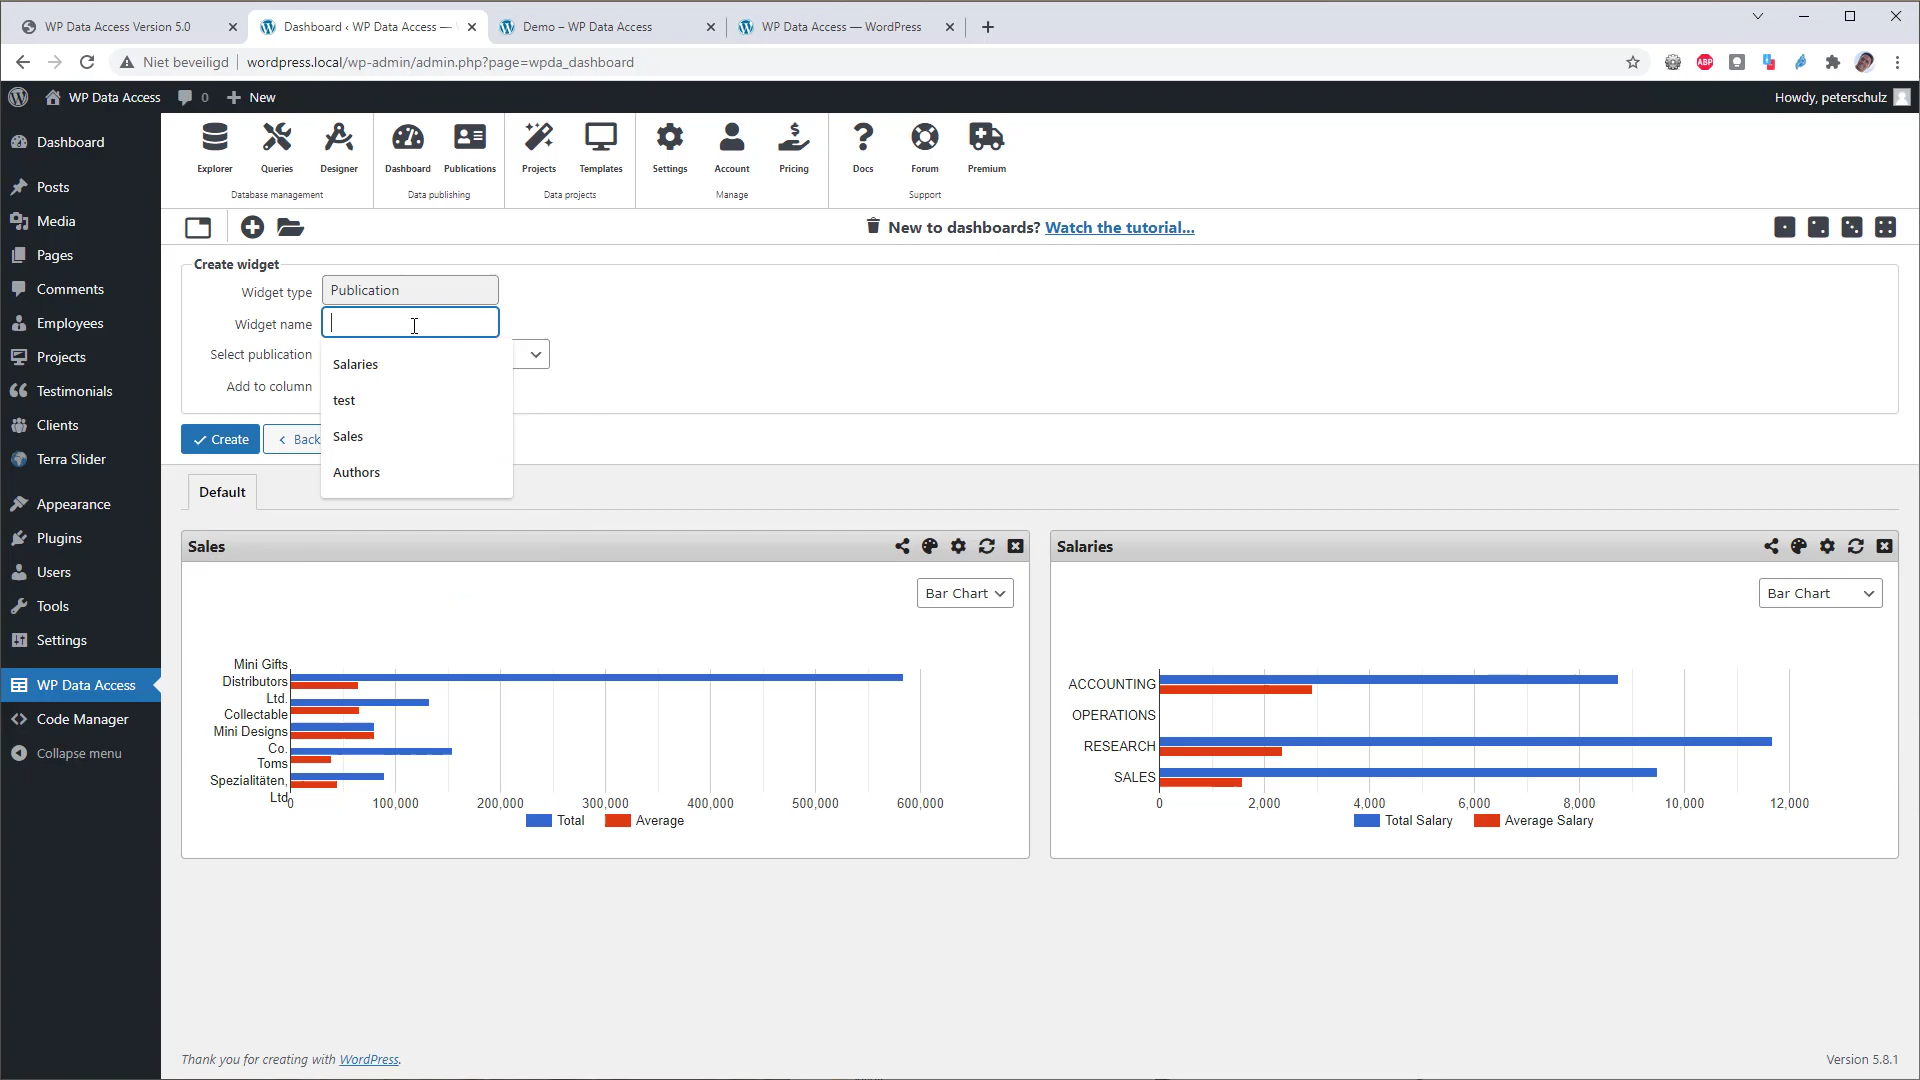 WP Data Access Version 5.0
Dashboard ‹ WP Data Access —
Demo – WP Data Access
WP Data Access — WordPress
Niet beveiligd
wordpress.local/wp-admin/admin.php?page=wpda_dashboard
ABP
WP Data Access
0
New
Howdy, peterschulz
Dashboard
Posts
Media
Pages
Comments
Employees
Projects
Testimonials
Clients
Terra Slider
Appearance
Plugins
Users
Tools
Settings
WP Data Access
Code Manager
Collapse menu
Explorer
Queries
Designer
Database management
Dashboard
Publications
Data publishing
Projects
Templates
Data projects
Settings
Account
Pricing
Manage
Docs
Forum
Premium
Support
New to dashboards? Watch the tutorial...
Create widget
Widget type
Publication
Widget name
Select publication
Add to column
Salaries
test
Sales
Authors
Create
Back
Default
Sales
Bar Chart
Mini Gifts
Distributors
Ltd.
Collectable
Mini Designs
Co.
Toms
Spezialitäten,
Ltd
0
100,000
200,000
300,000
400,000
500,000
600,000
Total
Average
Salaries
Bar Chart
ACCOUNTING
OPERATIONS
RESEARCH
SALES
0
2,000
4,000
6,000
8,000
10,000
12,000
Total Salary
Average Salary
Thank you for creating with WordPress.
Version 5.8.1